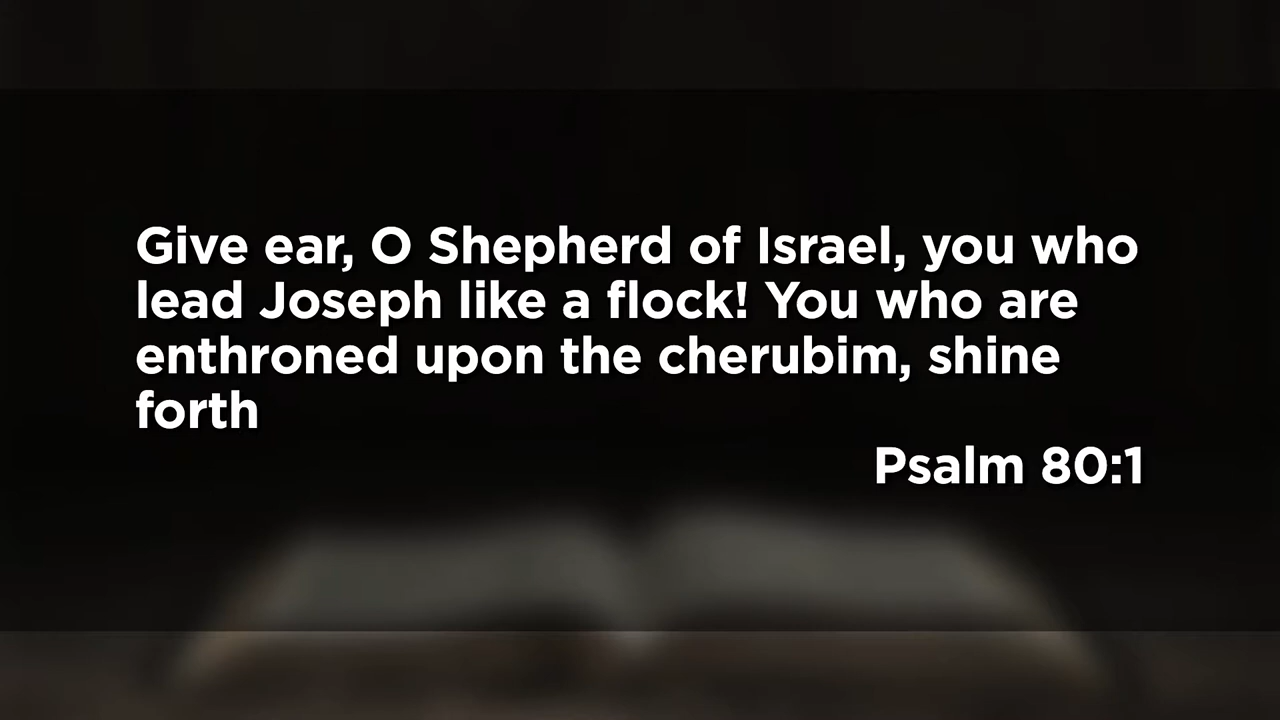 Give ear, O Shepherd of Israel, you who
lead Joseph like a flock! You who are
enthroned upon the cherubim, shine
forth
Psalm 80:1